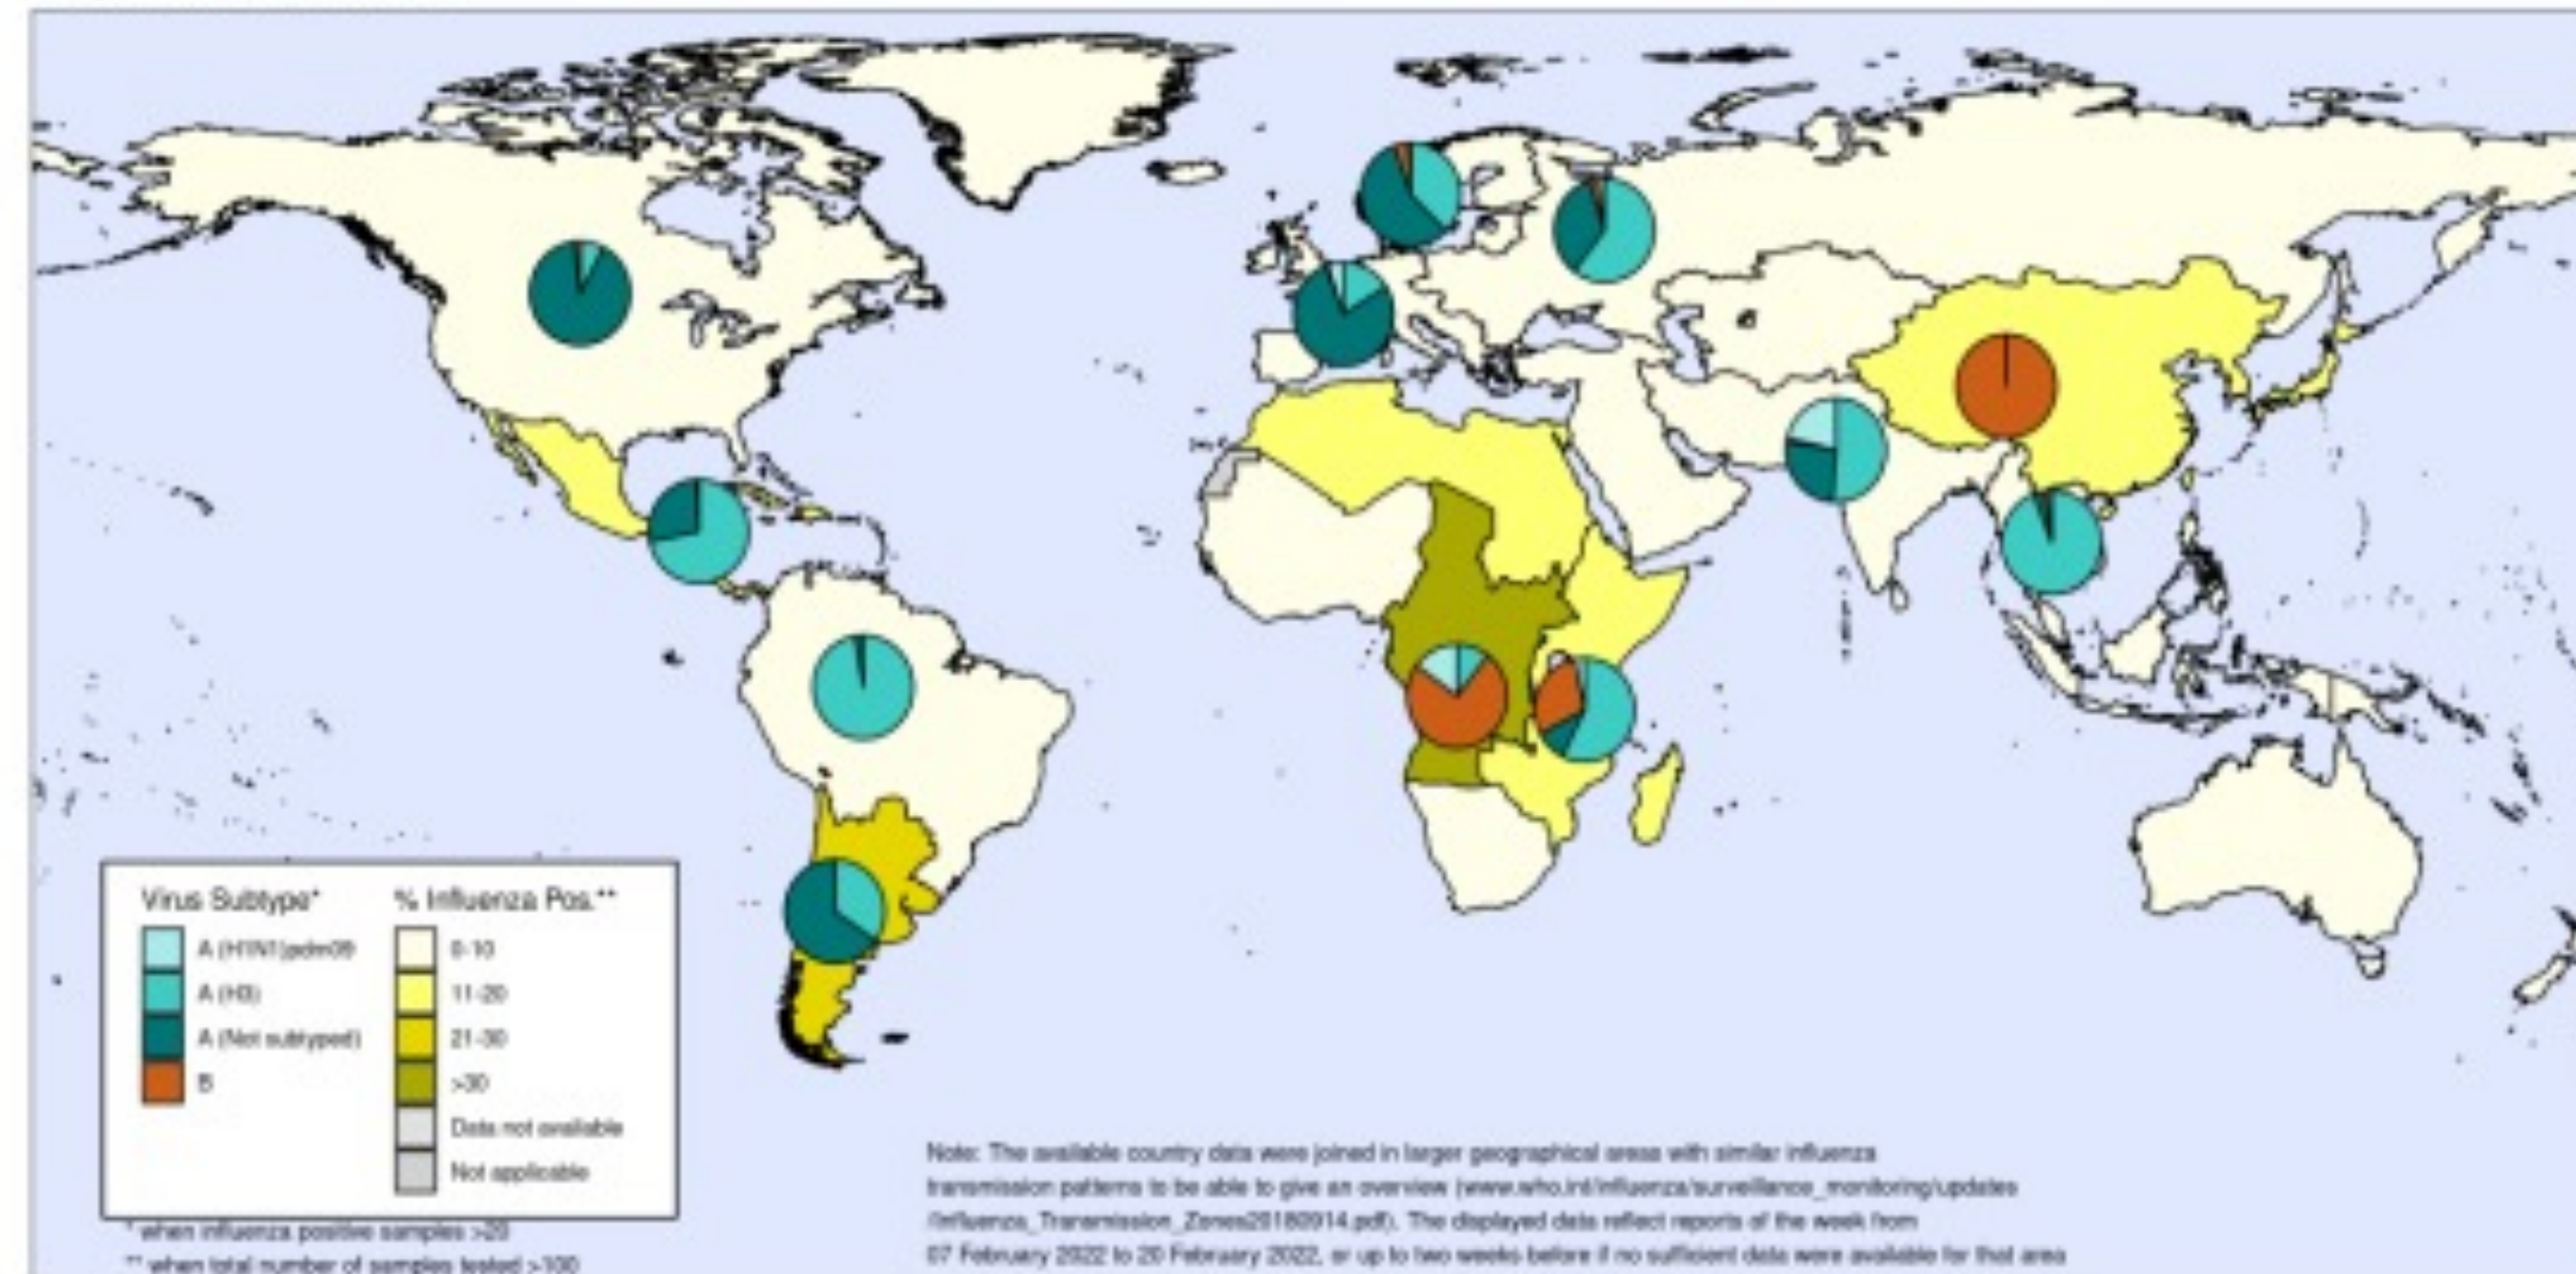 Virus Subtype*
A (H1N1)pdm09
A (H3)
A (Not subtyped)
B
% Influenza Pos.**
0-10
11-20
21-30
>30
Data not available
Not applicable
* when influenza positive samples >20
** when total number of samples tested >100
Note: The available country data were joined in larger geographical areas with similar influenza
transmission patterns to be able to give an overview (www.who.int/influenza/surveillance_monitoring/updates
/Influenza_Transmission_Zones20180914.pdf). The displayed data reflect reports of the week from
07 February 2022 to 20 February 2022, or up to two weeks before if no sufficient data were available for that area